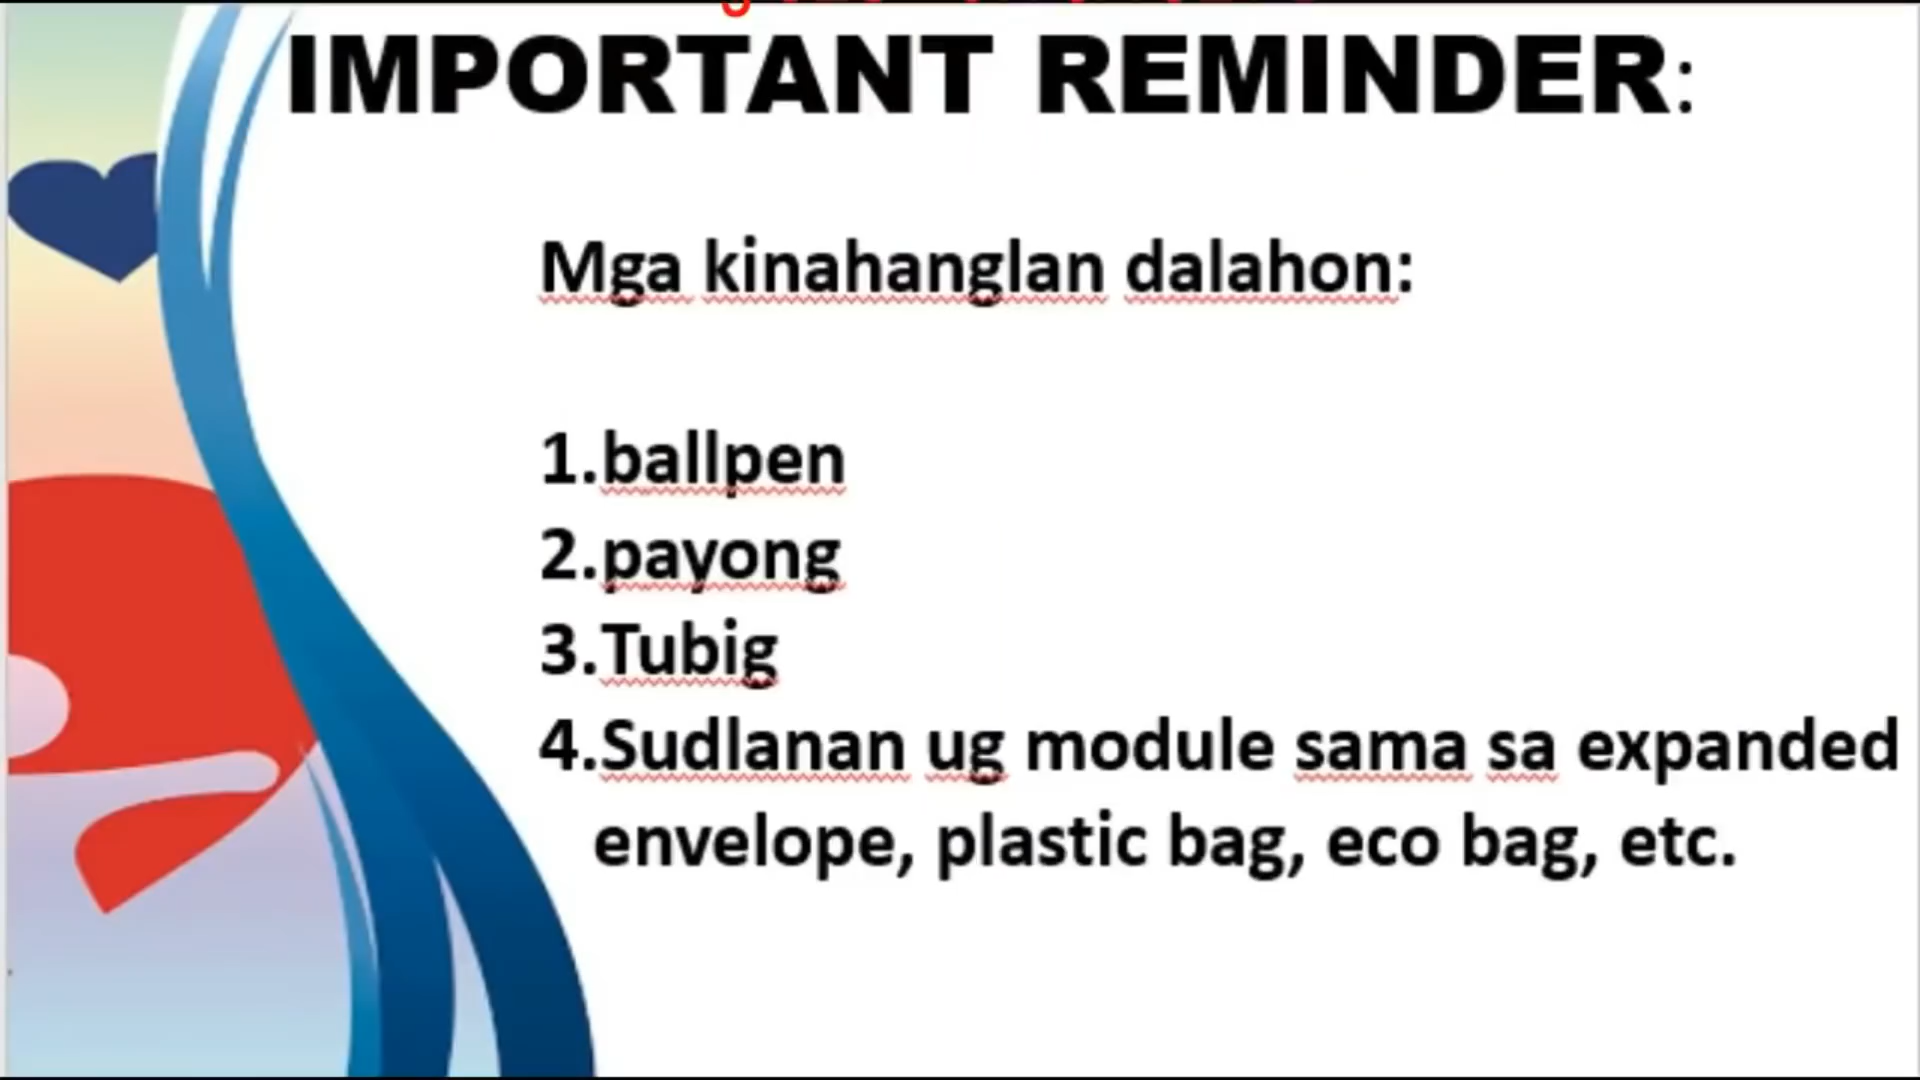 IMPORTANT REMINDER:
Mga kinahanglan dalahon:
1.ballpen
2.payong
3.Tubig
4.Sudlanan ug module sama sa expanded
envelope, plastic bag, eco bag, etc.